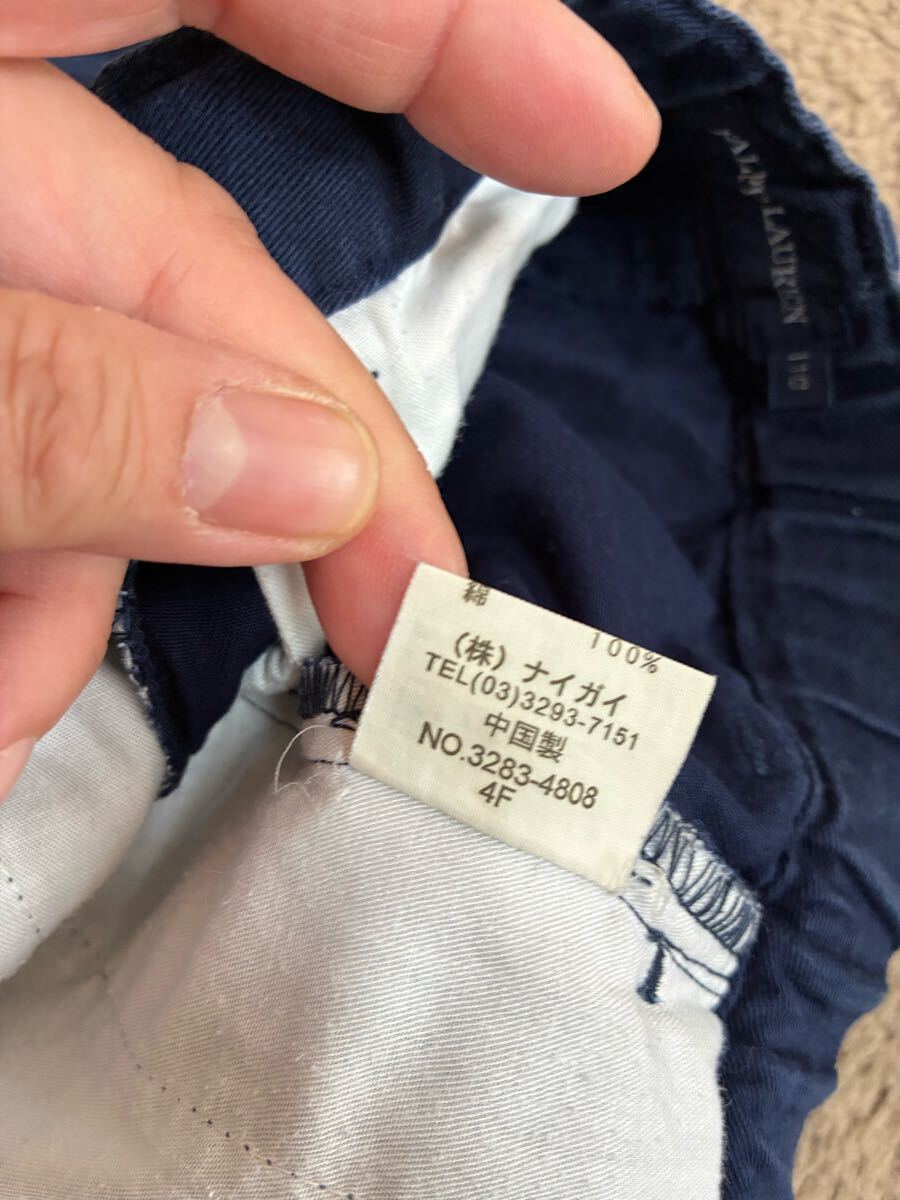 LAUREN
110
綿 100%
(株) ナイガイ
TEL(03)3293-7151
中国製
NO.3283-4808
4F